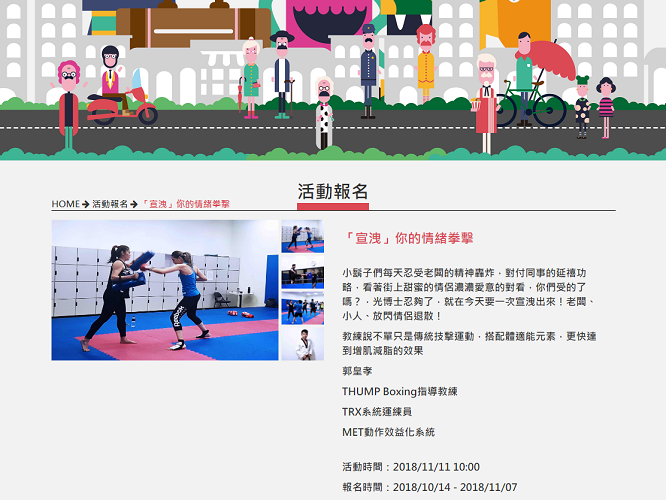 活動報名
HOME 活動報名 「宣洩」你的情緒拳擊
「宣洩」你的情緒拳擊
小鬍子們每天忍受老闆的精神轟炸，對付同事的延禧功
略，看著街上甜蜜的情侶濃濃愛意的對看，你們受的了
嗎？，光博士忍夠了，就在今天要一次宣洩出來！老闆、
小人、放閃情侶退散！
教練說不單只是傳統技擊運動，搭配體適能元素，更快達
到增肌減脂的效果
郭皇孝
THUMP Boxing指導教練
TRX系統運練員
MET動作效益化系統
活動時間：2018/11/11 10:00
報名時間：2018/10/14 - 2018/11/07